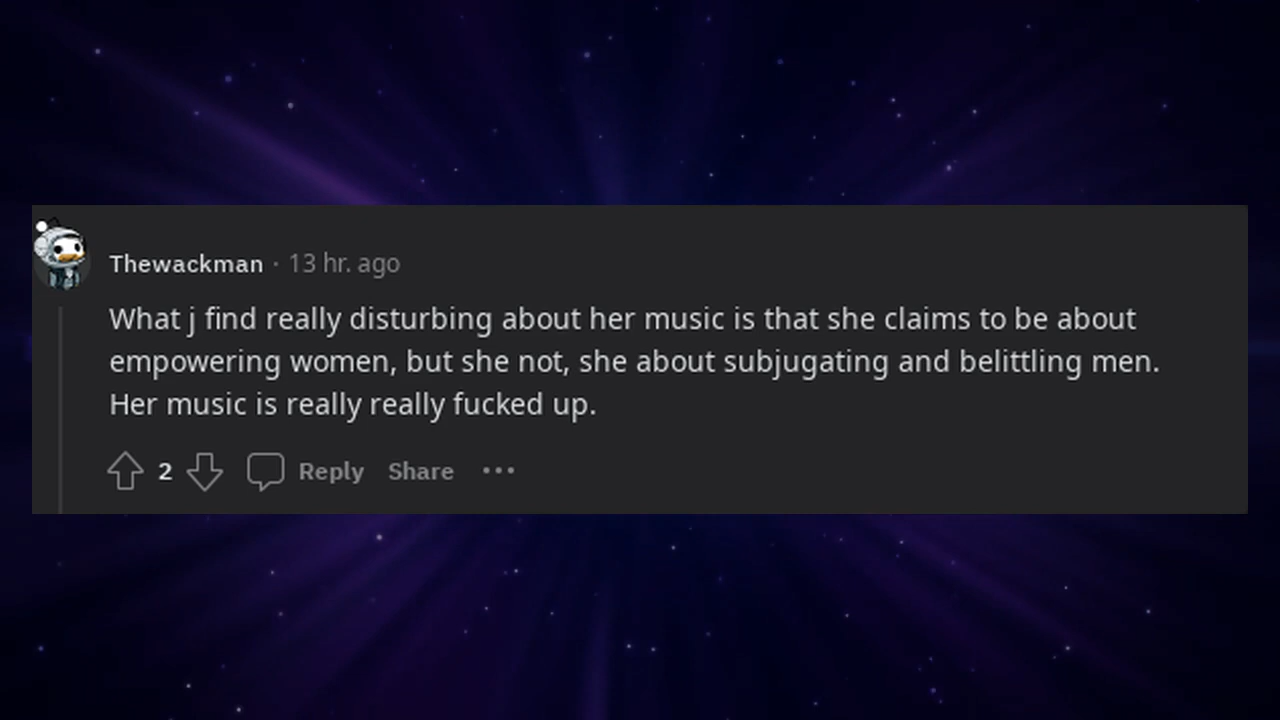 Thewackman · 13 hr. ago
What j find really disturbing about her music is that she claims to be about
empowering women, but she not, she about subjugating and belittling men.
Her music is really really fucked up.
2 Reply Share •••